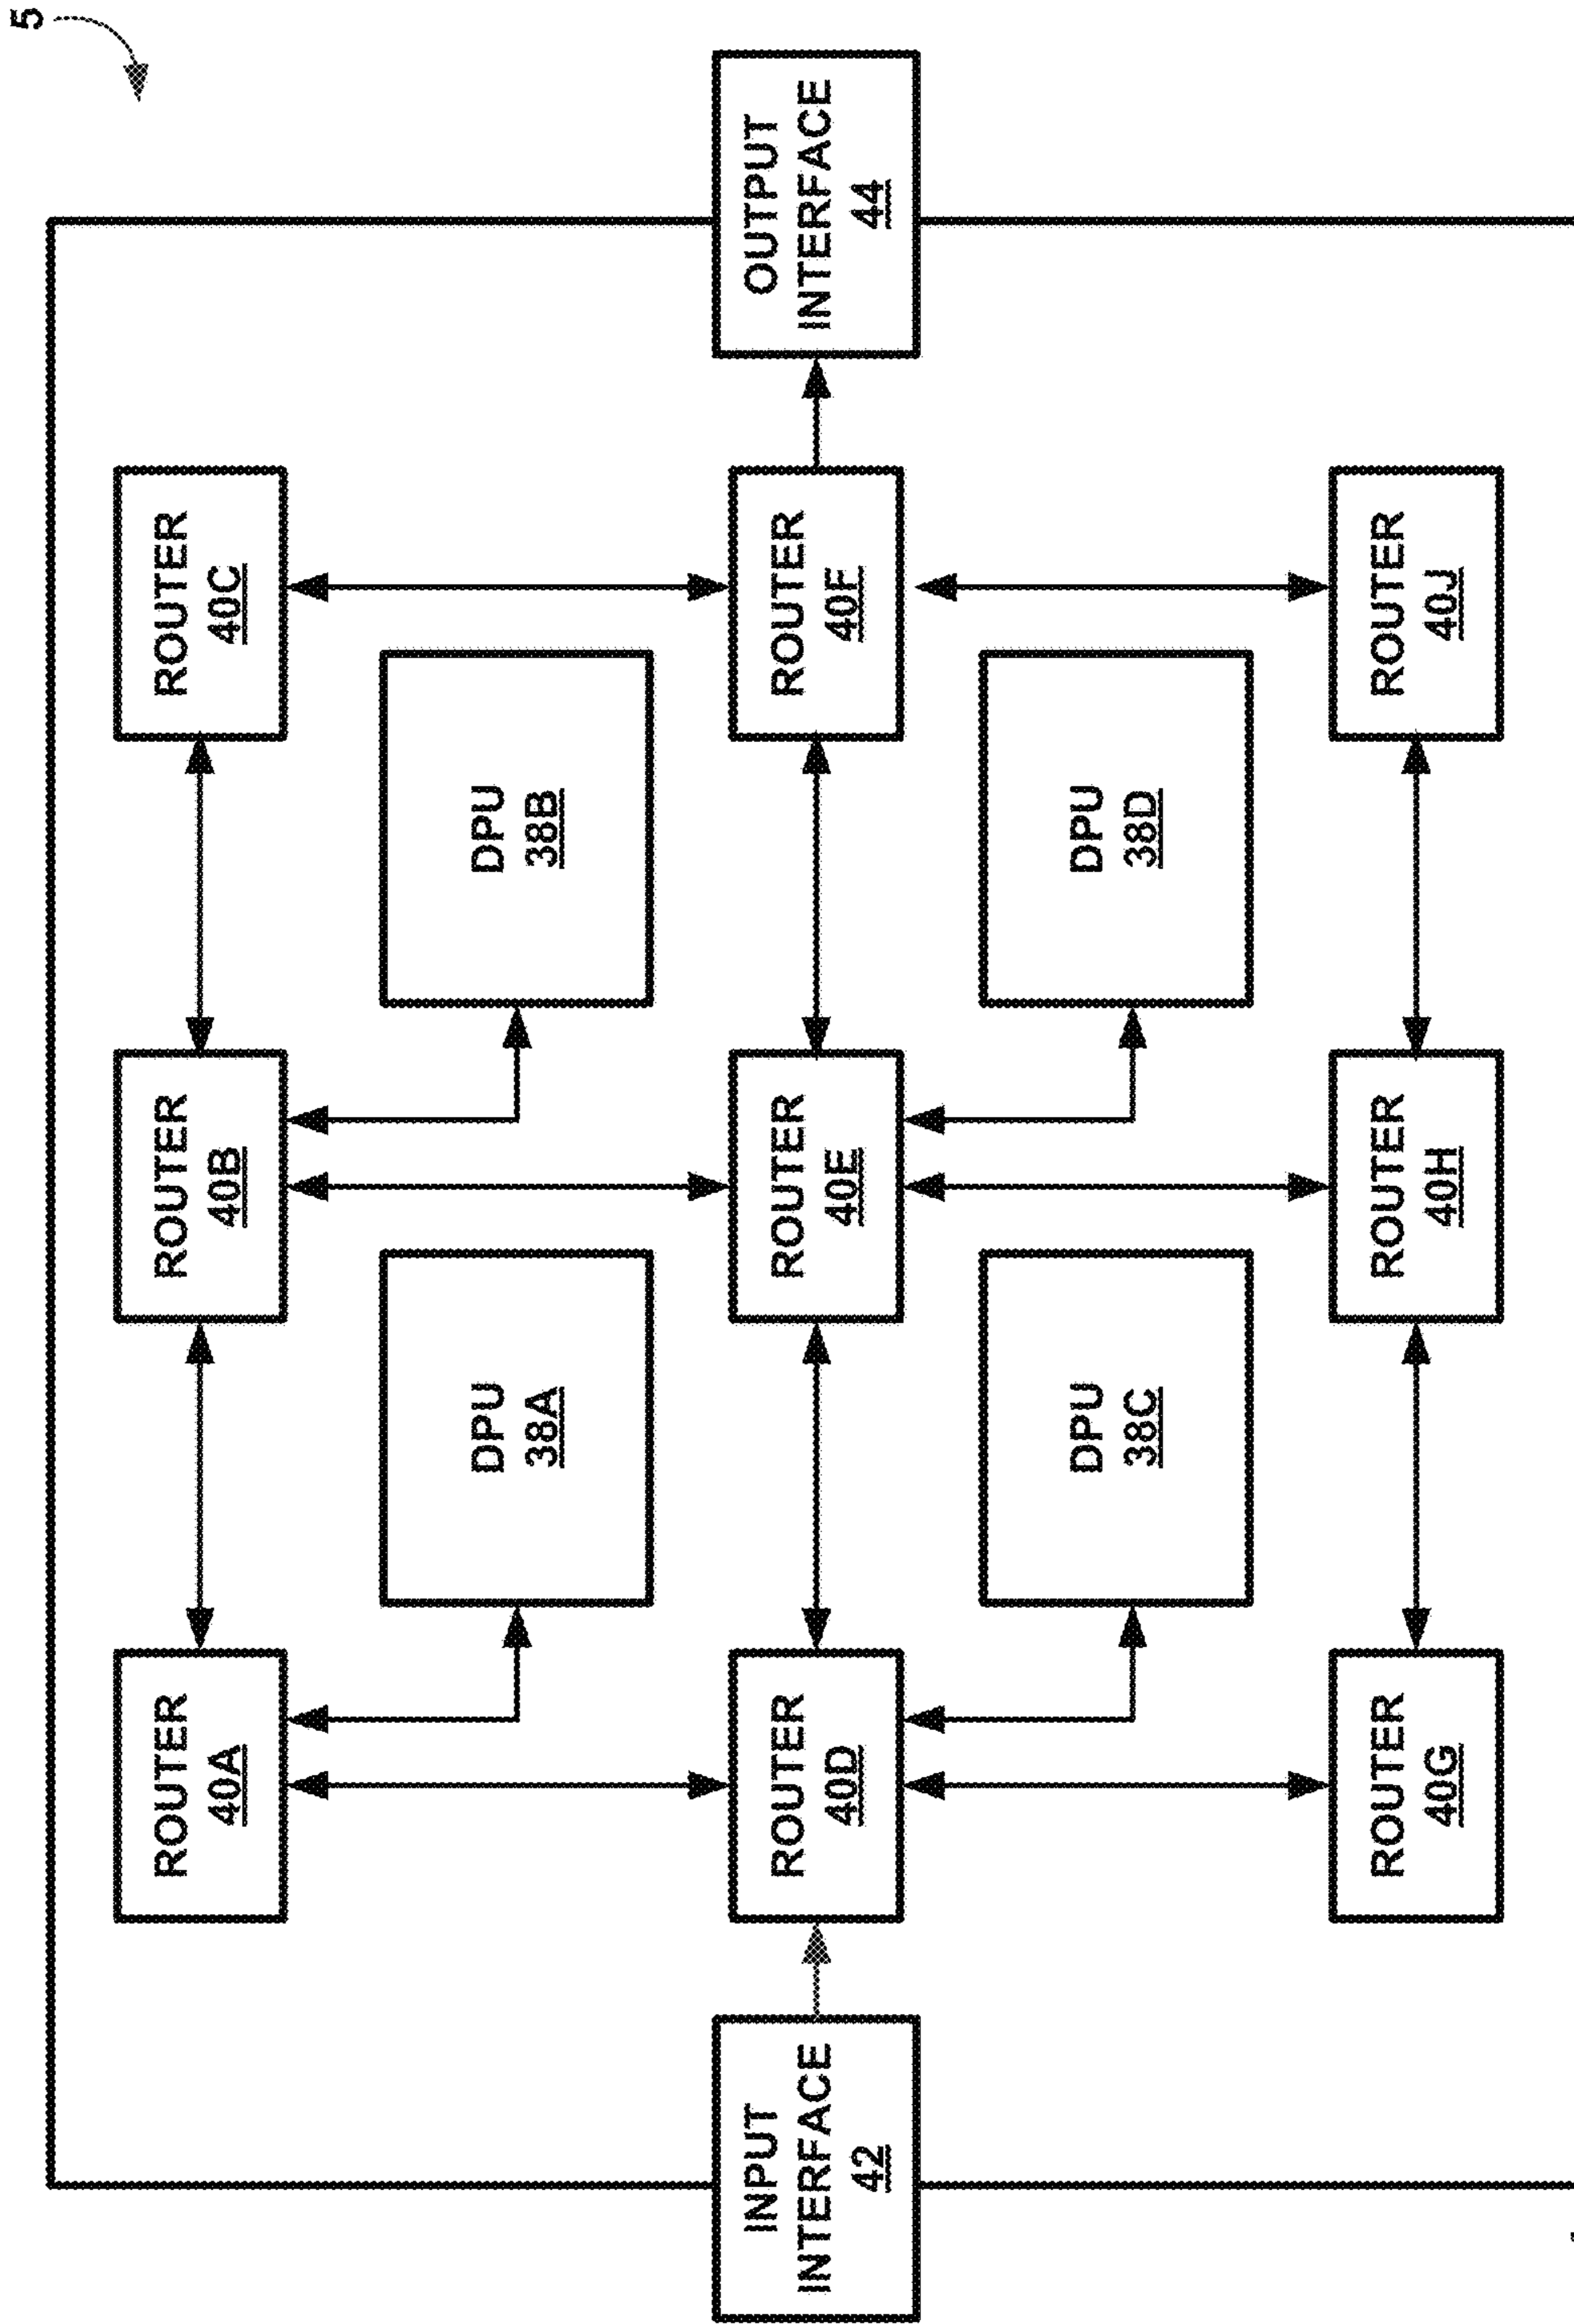 5
ROUTER
40A
ROUTER
40B
ROUTER
40C
DPU
38A
DPU
38B
INPUT
INTERFACE
42
ROUTER
40D
ROUTER
40E
ROUTER
40F
OUTPUT
INTERFACE
44
DPU
38C
DPU
38D
ROUTER
40G
ROUTER
40H
ROUTER
40J